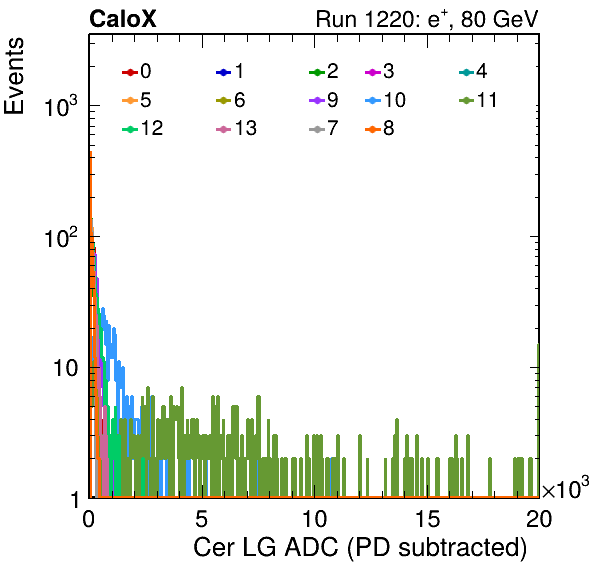 CaloX Run 1220: e⁺, 80 GeV
Events
0 1 2 3 4
5 6 9 10 11
12 13 7 8
10³
10²
10
1
0 5 10 15 20 ×10³
Cer LG ADC (PD subtracted)